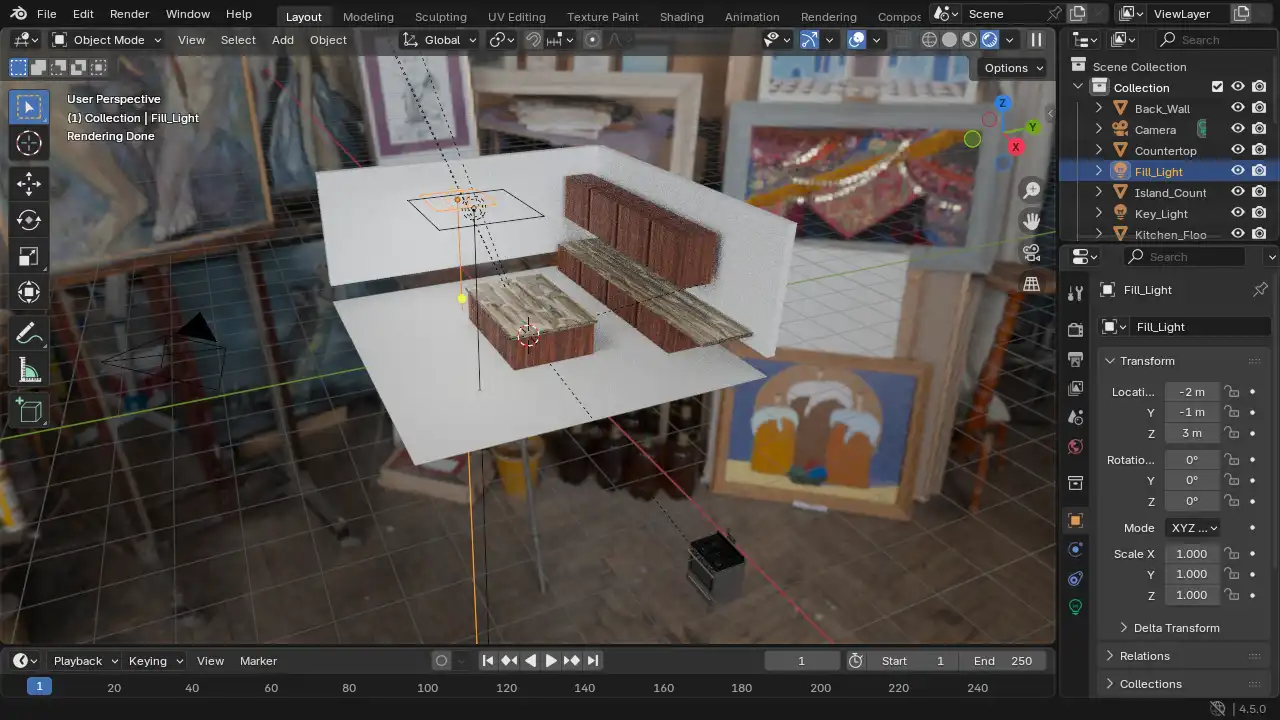 File Edit Render Window Help Layout Modeling Sculpting UV Editing Texture Paint Shading Animation Rendering Compos Scene ViewLayer
Object Mode View Select Add Object Global Search
Options
User Perspective
(1) Collection | Fill_Light
Rendering Done
Z
Y
X
Scene Collection
Collection
Back_Wall
Camera
Countertop
Fill_Light
Island_Count
Key_Light
Kitchen_Floo
Search
Fill_Light
Fill_Light
Transform
Locati... -2 m
Y -1 m
Z 3 m
Rotatio... 0°
Y 0°
Z 0°
Mode XYZ ...
Scale X 1.000
Y 1.000
Z 1.000
Delta Transform
Relations
Collections
Playback Keying View Marker 1 Start 1 End 250
1 20 40 60 80 100 120 140 160 180 200 220 240
4.5.0